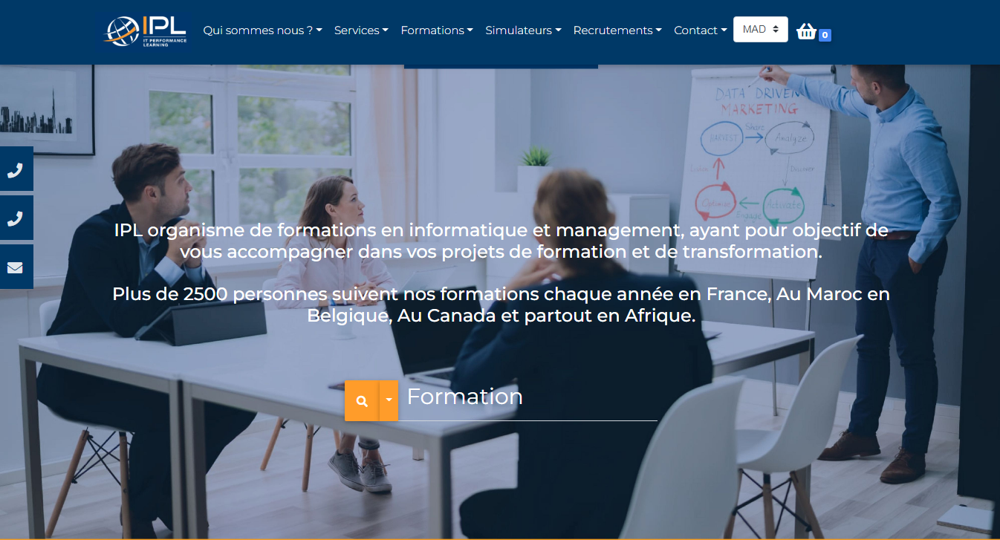 IPL
IT PERFORMANCE
LEARNING
Qui sommes nous ? Services Formations Simulateurs Recrutements Contact MAD 0
DATA DRIVEN
MARKETING
Share
HARVEST Analyze
Listen Discover
Optimize Activate
Engage
IPL organisme de formations en informatique et management, ayant pour objectif de
vous accompagner dans vos projets de formation et de transformation.
Plus de 2500 personnes suivent nos formations chaque année en France, Au Maroc en
Belgique, Au Canada et partout en Afrique.
Formation